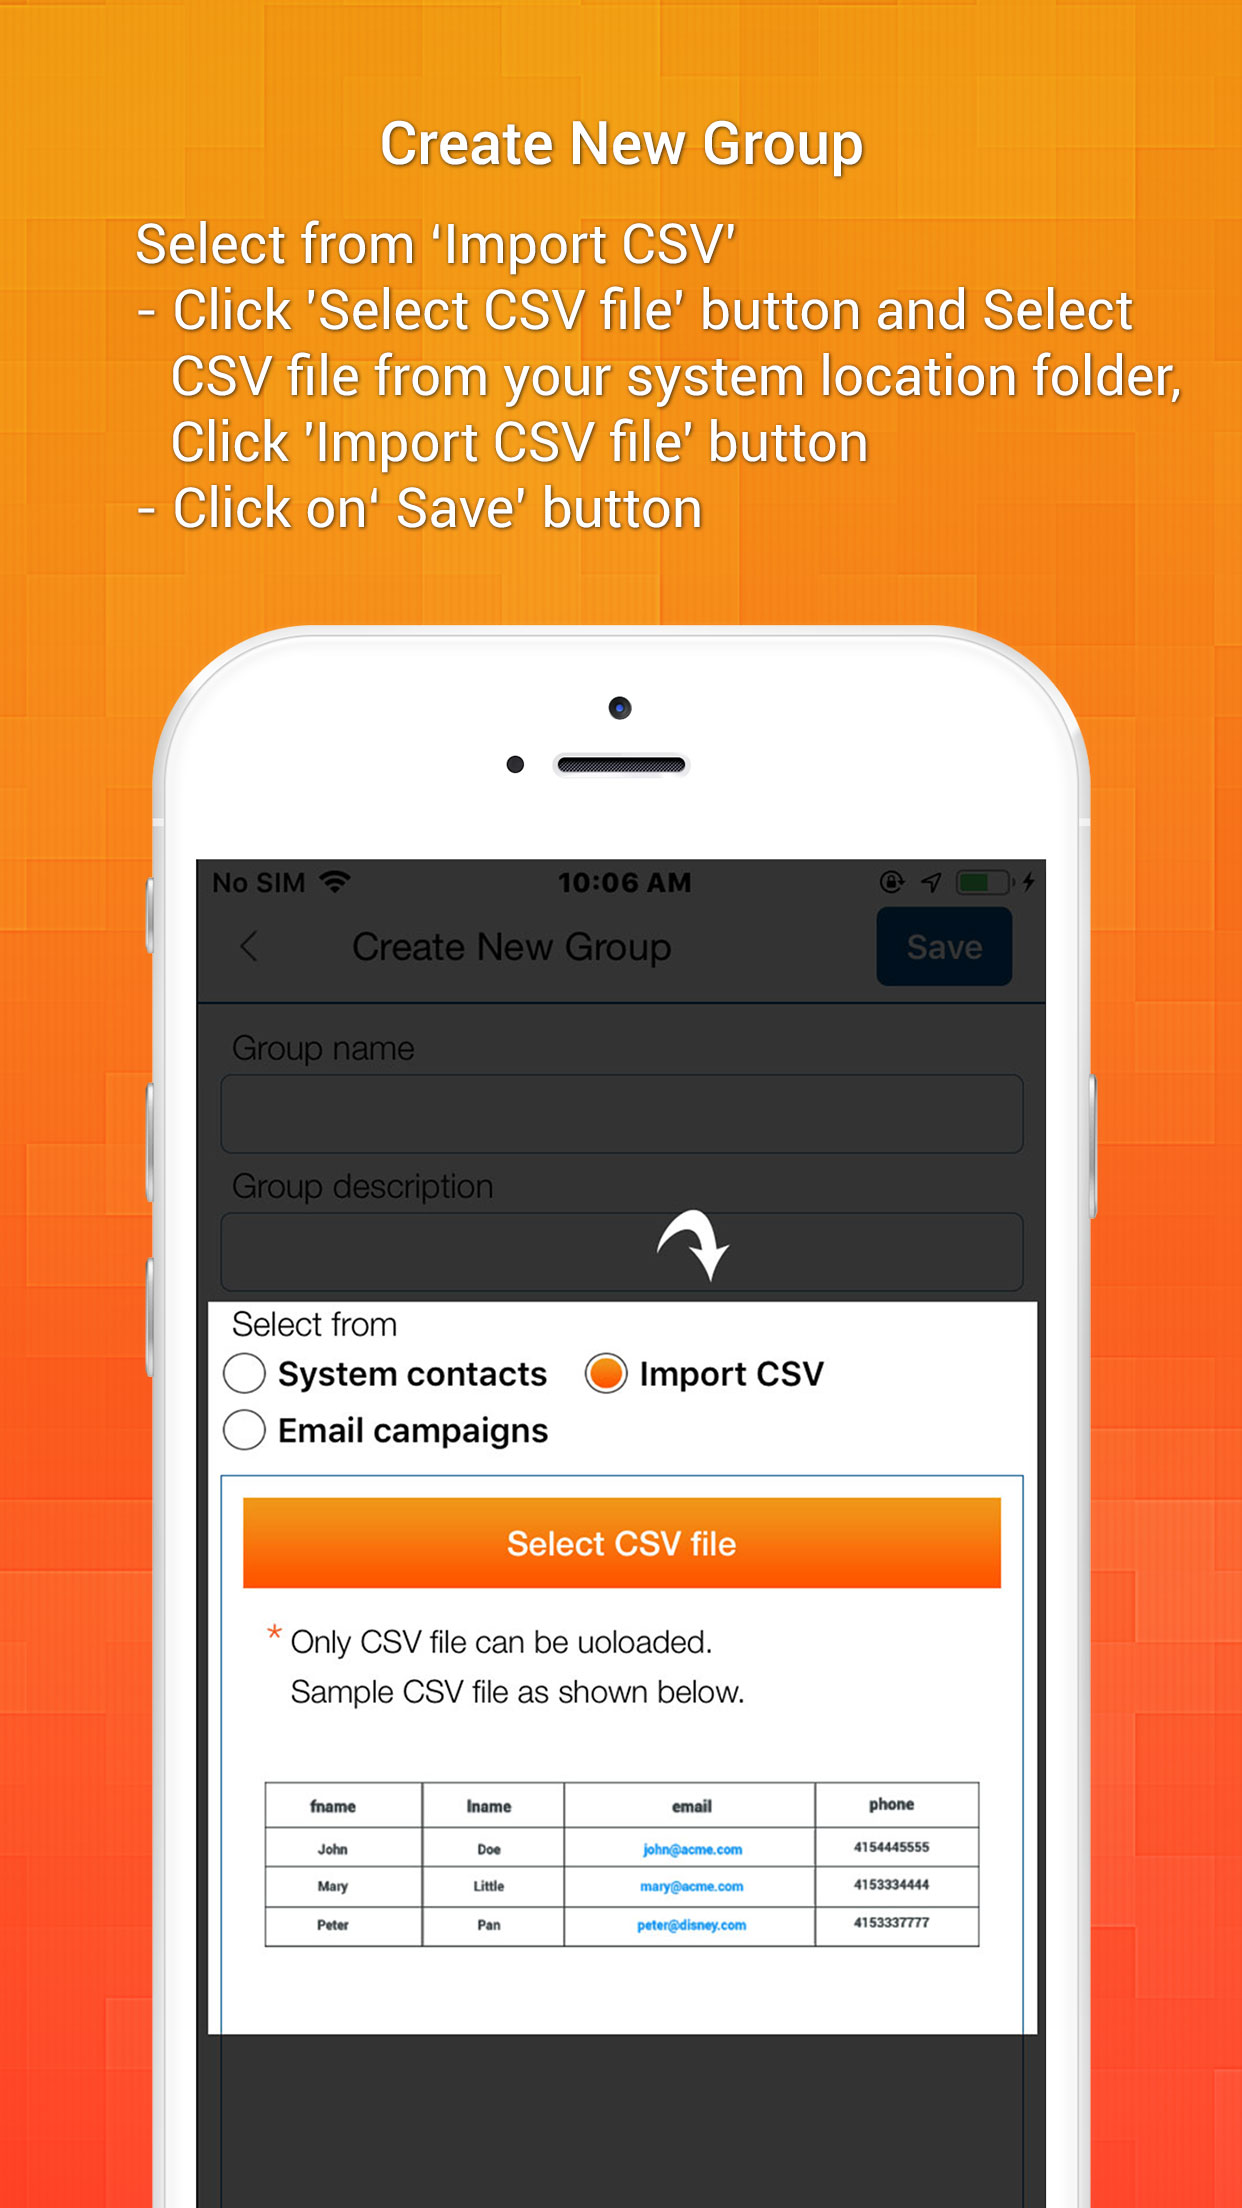 Create New Group
Select from ‘Import CSV'
- Click 'Select CSV file' button and Select
CSV file from your system location folder,
Click 'Import CSV file' button
- Click on‘ Save' button
No SIM 10:06 AM
Create New Group Save
Group name
Group description
Select from
System contacts Import CSV
Email campaigns
Select CSV file
* Only CSV file can be uoloaded.
Sample CSV file as shown below.
fname lname email phone
John Doe john@acme.com 4154445555
Mary Little mary@acme.com 4153334444
Peter Pan peter@disney.com 4153337777